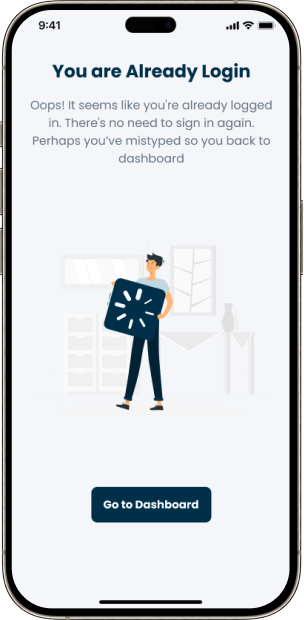 9:41
You are Already Login
Oops! It seems like you're already logged
in. There's no need to sign in again.
Perhaps you've mistyped so you back to
dashboard
Go to Dashboard